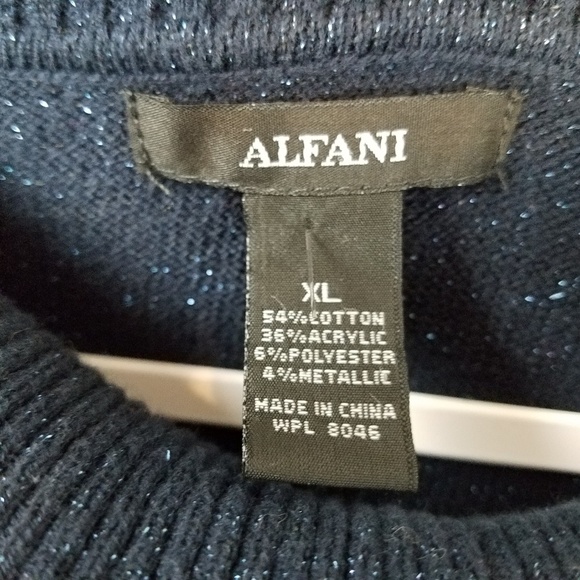 ALFANI
XL
54%COTTON
36%ACRYLIC
6%POLYESTER
4%METALLIC
MADE IN CHINA
WPL 8046